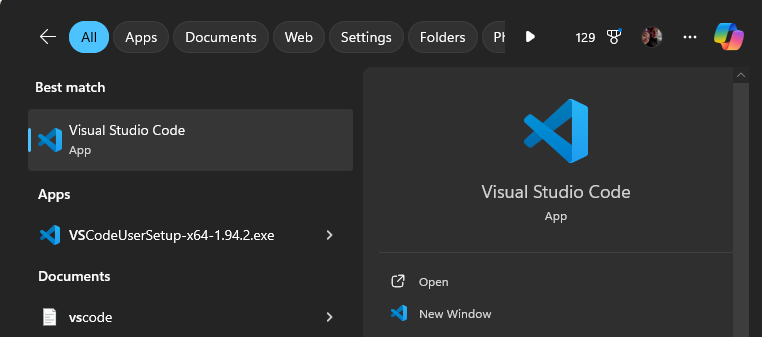 All
Apps
Documents
Web
Settings
Folders
Ph
129
Best match
Visual Studio Code
App
Apps
VSCodeUserSetup-x64-1.94.2.exe
Documents
vscode
Visual Studio Code
App
Open
New Window